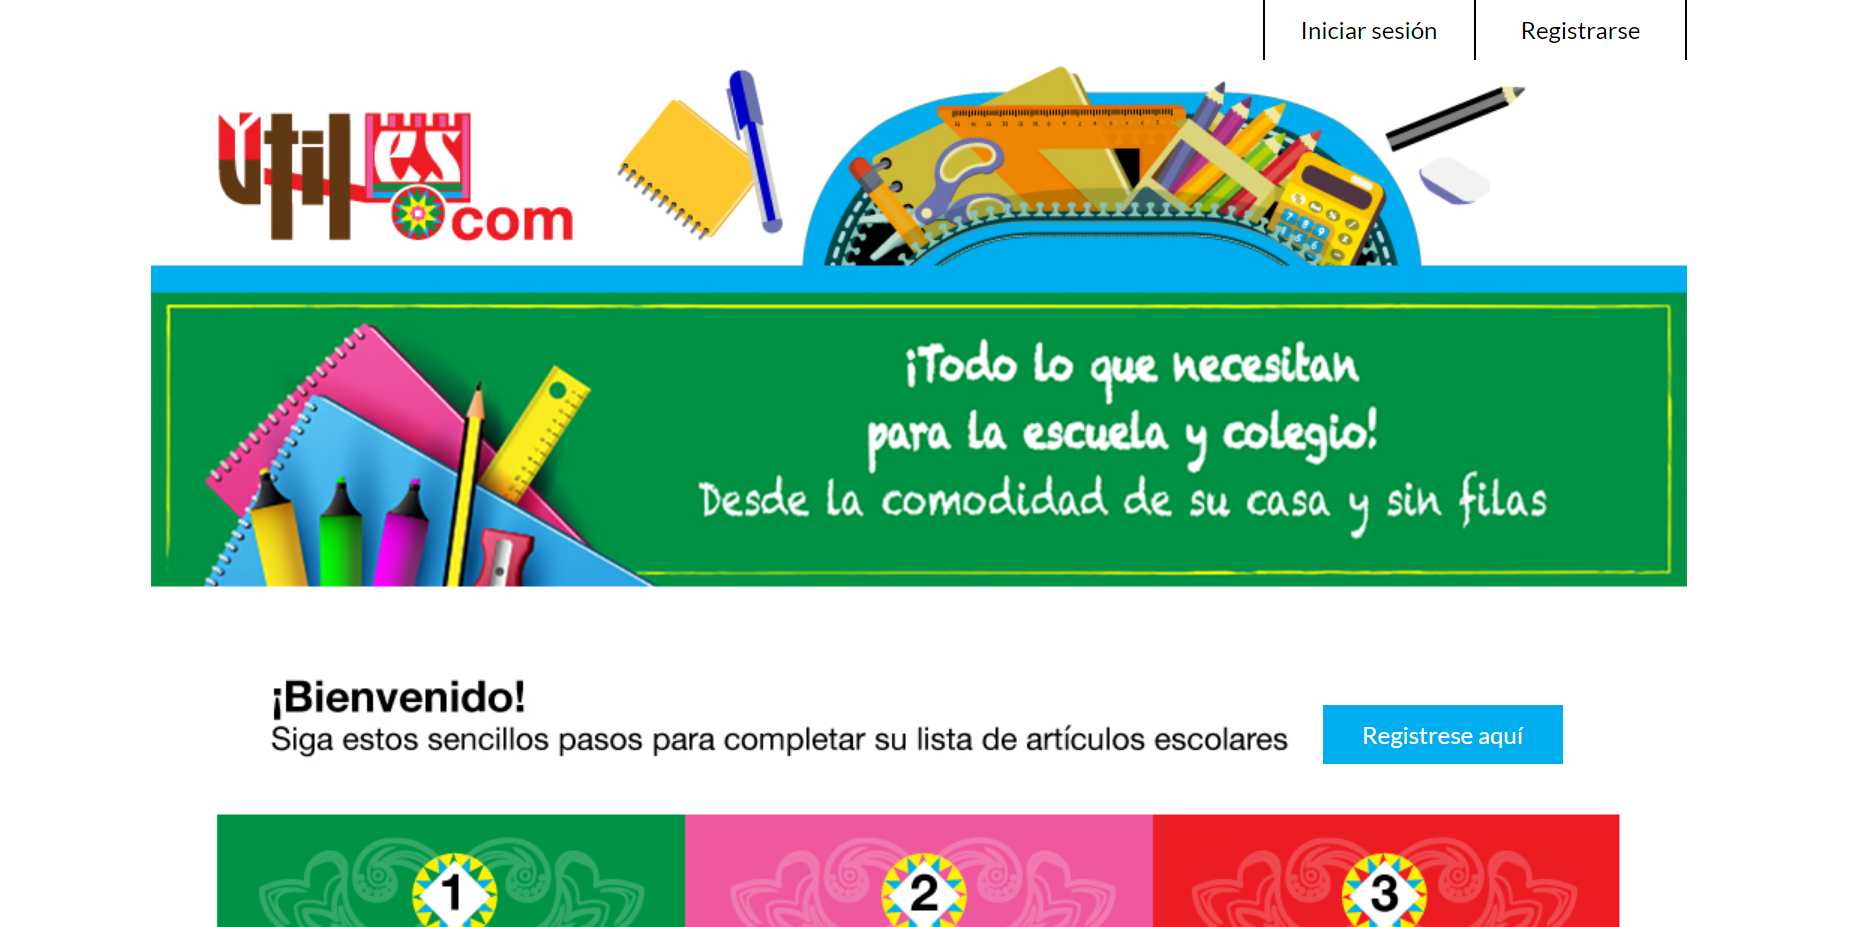 Iniciar sesión
Registrarse
útiles.com
¡Todo lo que necesitan
para la escuela y colegio!
Desde la comodidad de su casa y sin filas
¡Bienvenido!
Siga estos sencillos pasos para completar su lista de artículos escolares
Registrese aquí
1
2
3